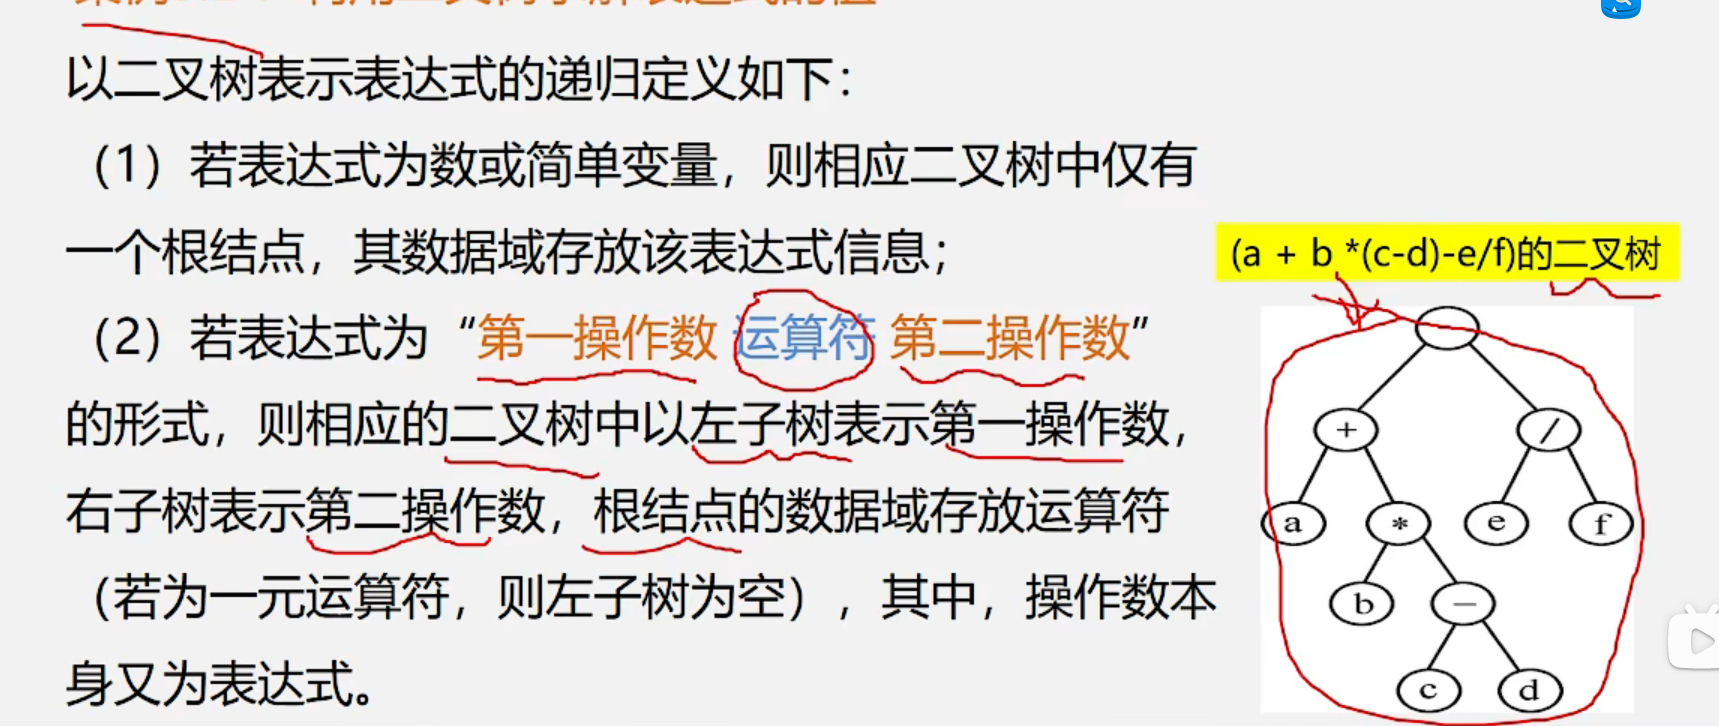 以二叉树表示表达式的递归定义如下：
（1）若表达式为数或简单变量，则相应二叉树中仅有
一个根结点，其数据域存放该表达式信息；
（2）若表达式为“第一操作数 运算符 第二操作数”
的形式，则相应的二叉树中以左子树表示第一操作数，
右子树表示第二操作数，根结点的数据域存放运算符
（若为一元运算符，则左子树为空），其中，操作数本
身又为表达式。
(a + b *(c-d)-e/f)的二叉树
+ /
a * e f
b −
c d